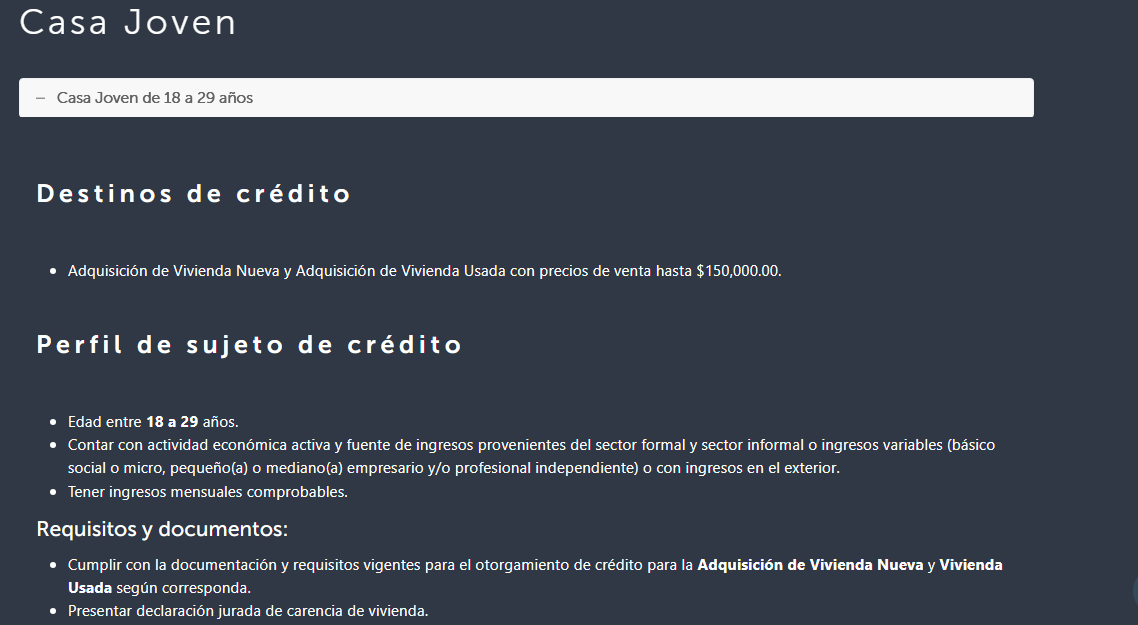 Casa Joven
– Casa Joven de 18 a 29 años
Destinos de crédito
• Adquisición de Vivienda Nueva y Adquisición de Vivienda Usada con precios de venta hasta $150,000.00.
Perfil de sujeto de crédito
• Edad entre 18 a 29 años.
• Contar con actividad económica activa y fuente de ingresos provenientes del sector formal y sector informal o ingresos variables (básico
social o micro, pequeño(a) o mediano(a) empresario y/o profesional independiente) o con ingresos en el exterior.
• Tener ingresos mensuales comprobables.
Requisitos y documentos:
• Cumplir con la documentación y requisitos vigentes para el otorgamiento de crédito para la Adquisición de Vivienda Nueva y Vivienda
Usada según corresponda.
• Presentar declaración jurada de carencia de vivienda.